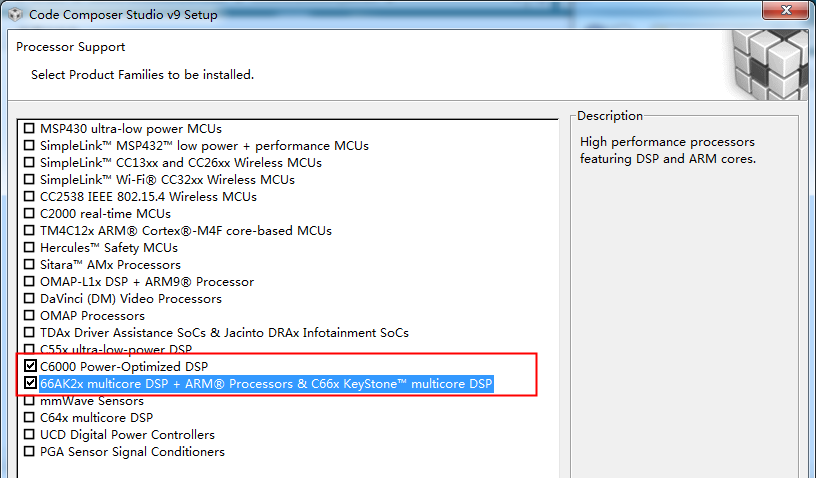 Code Composer Studio v9 Setup
Processor Support
Select Product Families to be installed.
MSP430 ultra-low power MCUs
SimpleLink™ MSP432™ low power + performance MCUs
SimpleLink™ CC13xx and CC26xx Wireless MCUs
SimpleLink™ Wi-Fi® CC32xx Wireless MCUs
CC2538 IEEE 802.15.4 Wireless MCUs
C2000 real-time MCUs
TM4C12x ARM® Cortex®-M4F core-based MCUs
Hercules™ Safety MCUs
Sitara™ AMx Processors
OMAP-L1x DSP + ARM9® Processor
DaVinci (DM) Video Processors
OMAP Processors
TDAx Driver Assistance SoCs & Jacinto DRAx Infotainment SoCs
C55x ultra-low-power DSP
C6000 Power-Optimized DSP
66AK2x multicore DSP + ARM® Processors & C66x KeyStone™ multicore DSP
mmWave Sensors
C64x multicore DSP
UCD Digital Power Controllers
PGA Sensor Signal Conditioners
Description
High performance processors
featuring DSP and ARM cores.